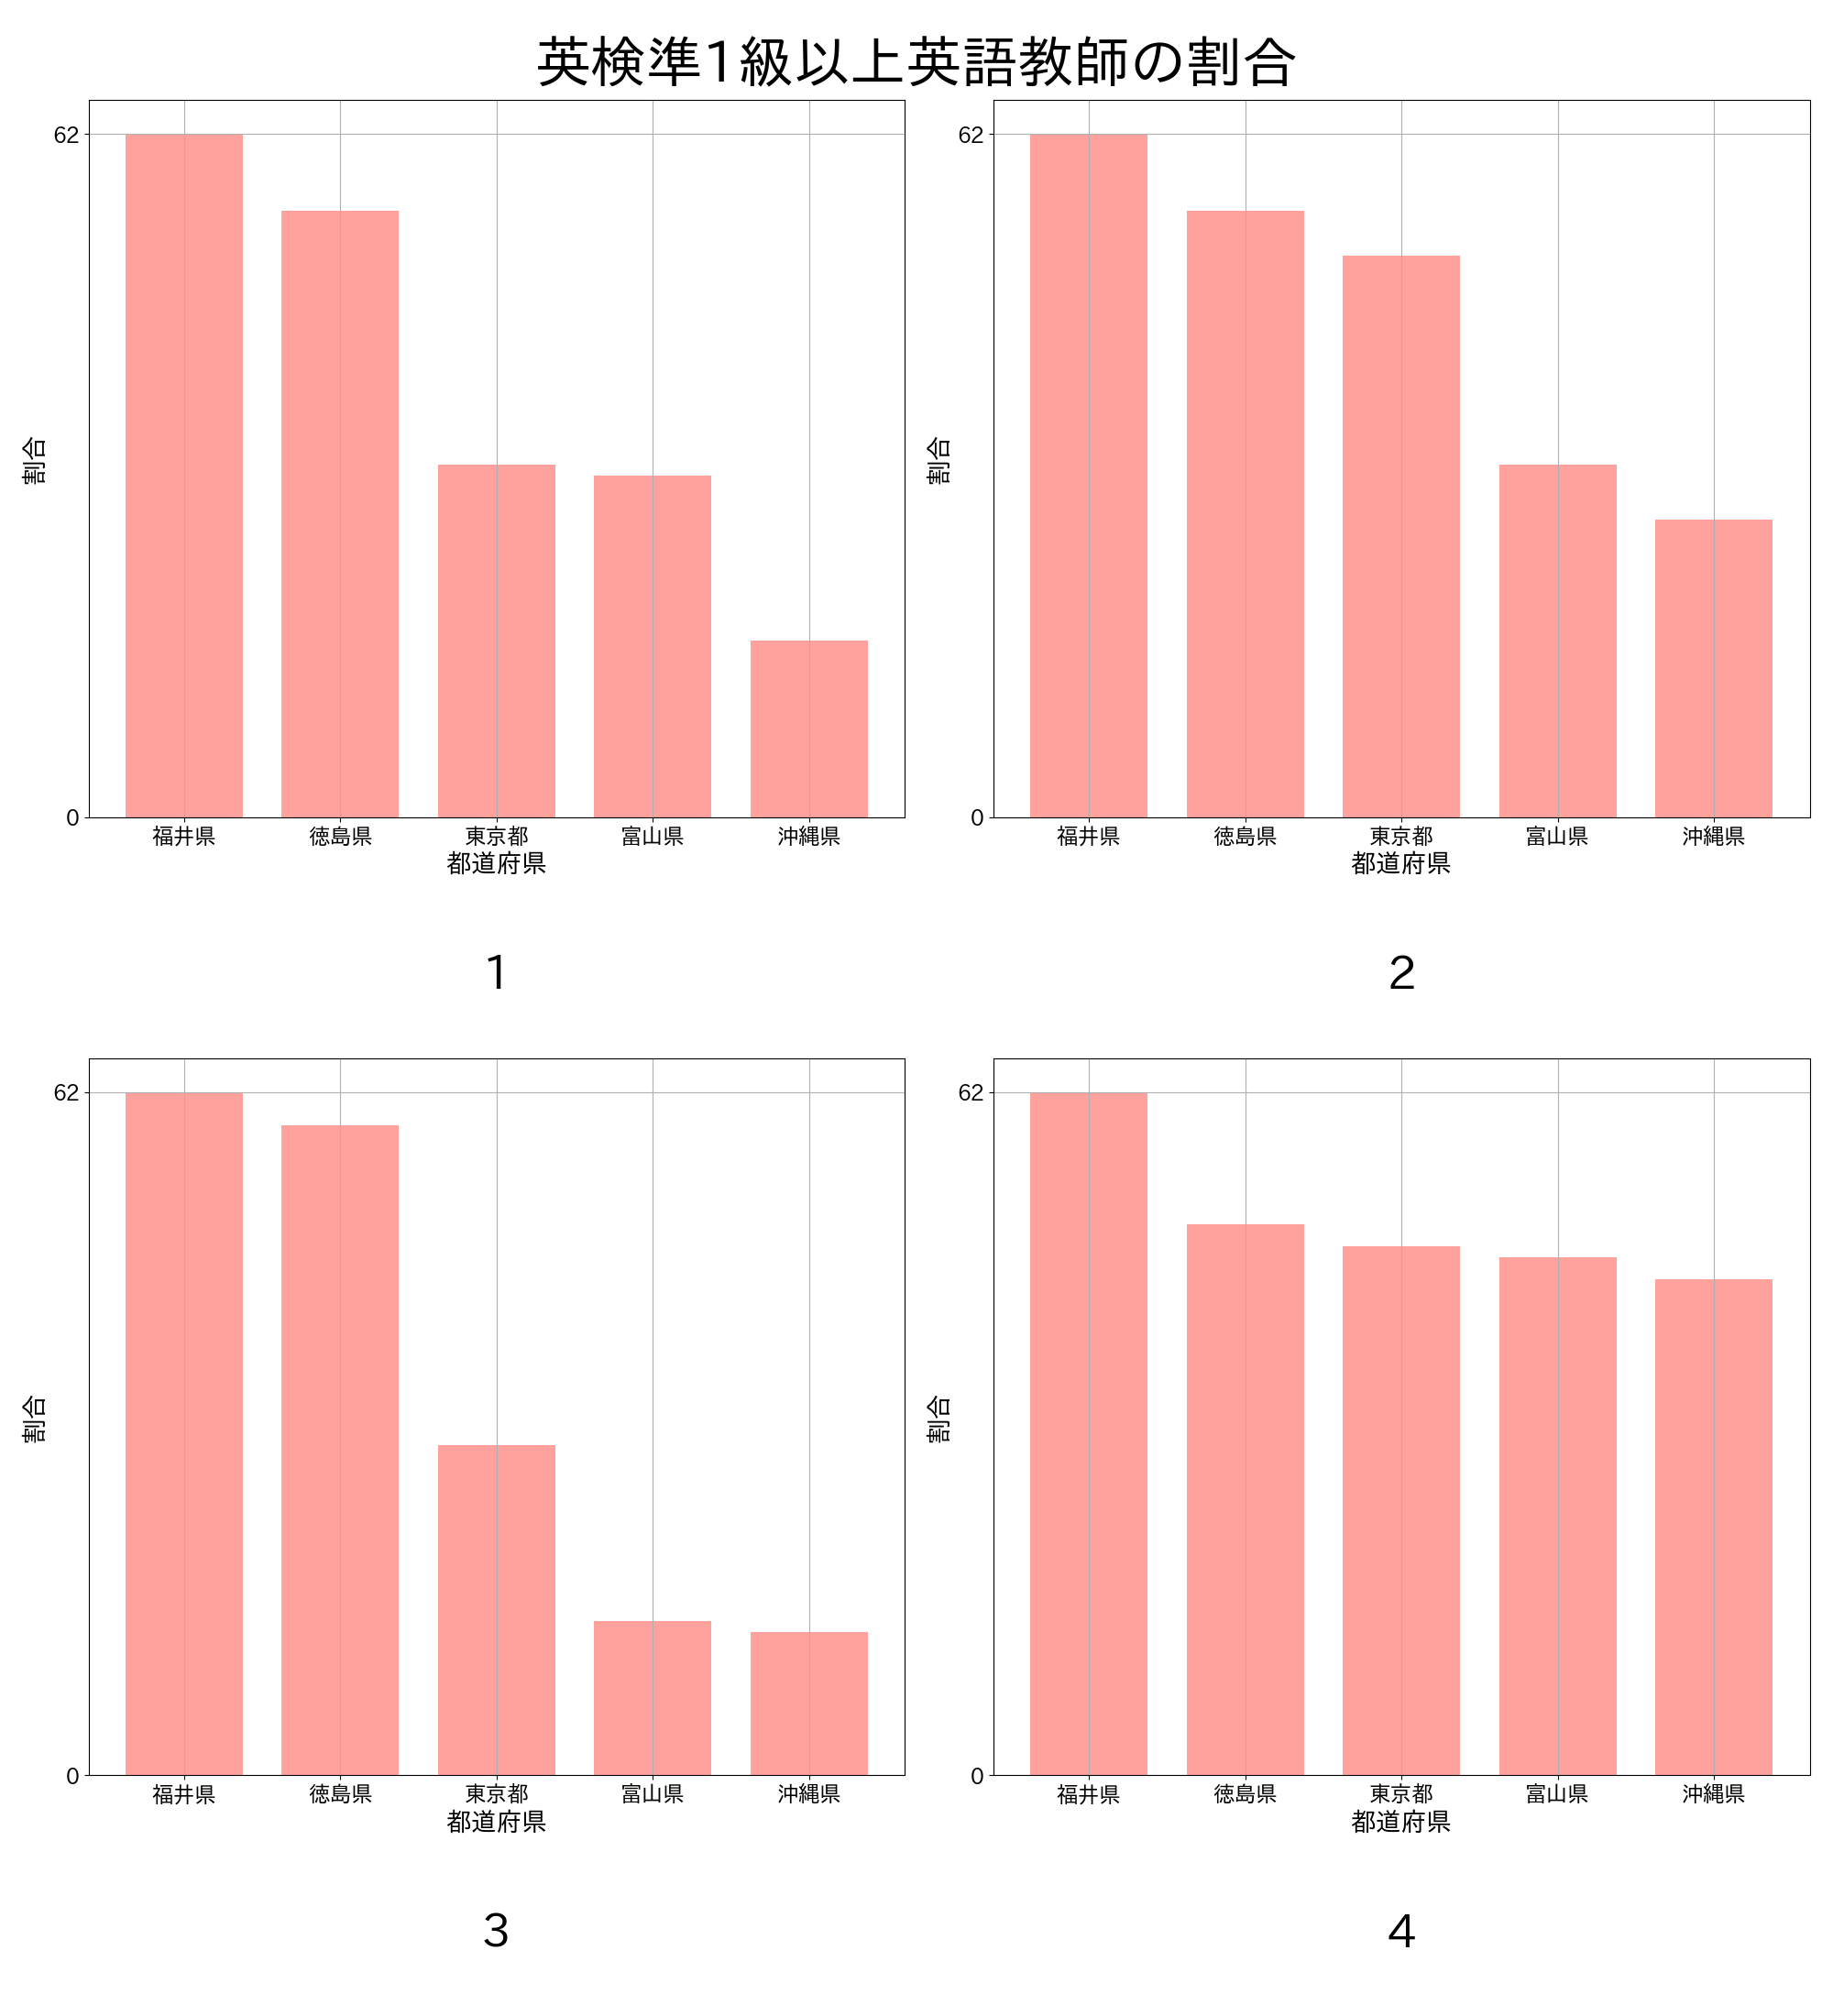 英検準1級以上英語教師の割合
62
0
割合
福井県 徳島県 東京都 富山県 沖縄県
都道府県
1
62
0
割合
福井県 徳島県 東京都 富山県 沖縄県
都道府県
2
62
0
割合
福井県 徳島県 東京都 富山県 沖縄県
都道府県
3
62
0
割合
福井県 徳島県 東京都 富山県 沖縄県
都道府県
4